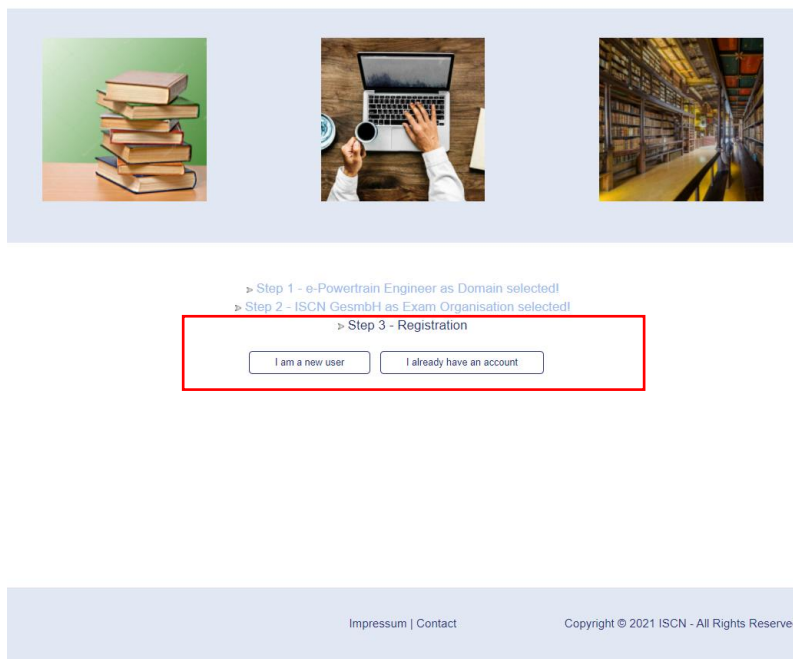 Step 1 - e-Powertrain Engineer as Domain selected!
Step 2 - ISCN GesmbH as Exam Organisation selected!
Step 3 - Registration
I am a new user
I already have an account
Impressum | Contact
Copyright © 2021 ISCN - All Rights Reserve